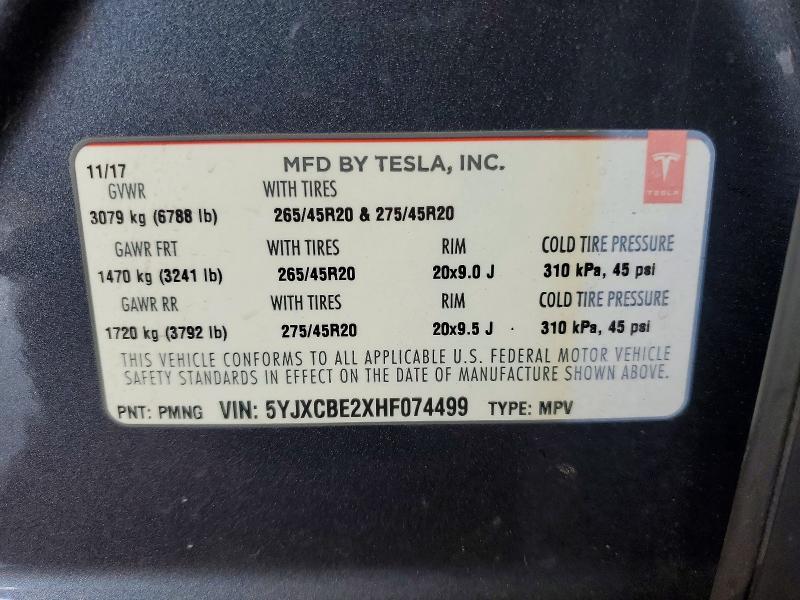 11/17 MFD BY TESLA, INC.
TESLA
GVWR WITH TIRES
3079 kg (6788 lb) 265/45R20 & 275/45R20
GAWR FRT WITH TIRES RIM COLD TIRE PRESSURE
1470 kg (3241 lb) 265/45R20 20x9.0 J 310 kPa, 45 psi
GAWR RR WITH TIRES RIM COLD TIRE PRESSURE
1720 kg (3792 lb) 275/45R20 20x9.5 J 310 kPa, 45 psi
THIS VEHICLE CONFORMS TO ALL APPLICABLE U.S. FEDERAL MOTOR VEHICLE
SAFETY STANDARDS IN EFFECT ON THE DATE OF MANUFACTURE SHOWN ABOVE.
PNT: PMNG VIN: 5YJXCBE2XHF074499 TYPE: MPV